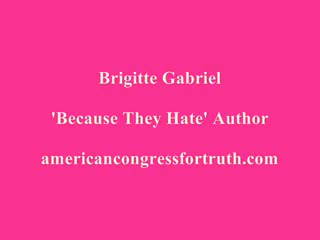 Brigitte Gabriel
'Because They Hate' Author
americancongressfortruth.com